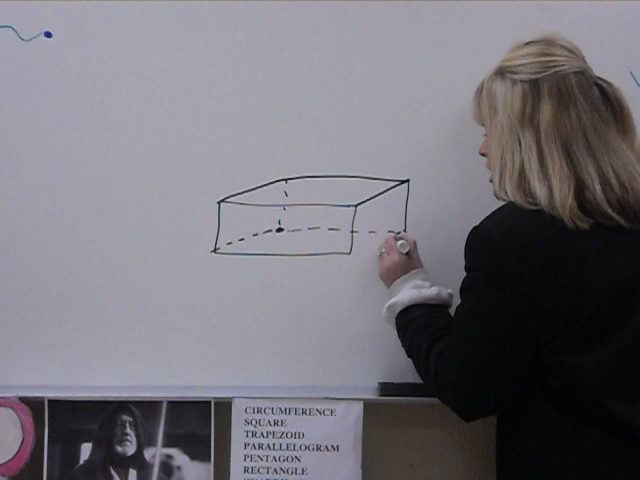 CIRCUMFERENCE
SQUARE
TRAPEZOID
PARALLELOGRAM
PENTAGON
RECTANGLE